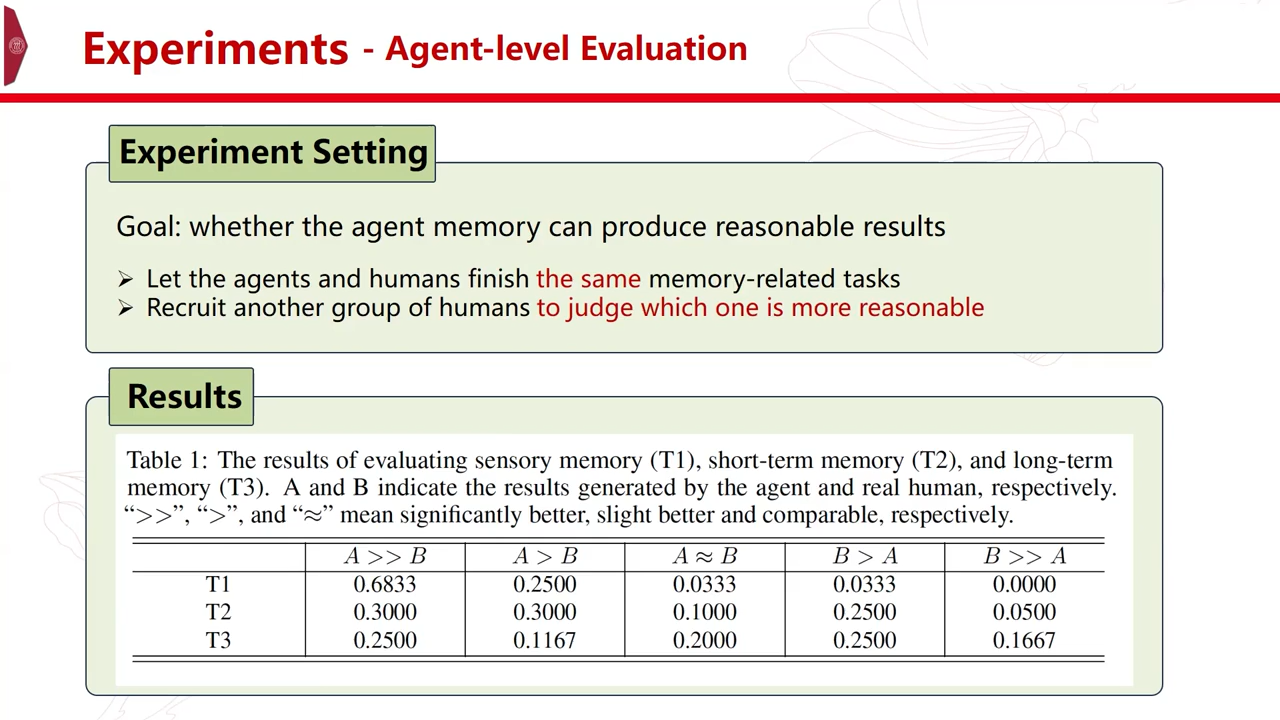 Experiments - Agent-level Evaluation
Experiment Setting
Goal: whether the agent memory can produce reasonable results
➢ Let the agents and humans finish the same memory-related tasks
➢ Recruit another group of humans to judge which one is more reasonable
Results
Table 1: The results of evaluating sensory memory (T1), short-term memory (T2), and long-term
memory (T3). A and B indicate the results generated by the agent and real human, respectively.
“>>”, “>”, and “≈” mean significantly better, slight better and comparable, respectively.
A >> B A > B A ≈ B B > A B >> A
T1 0.6833 0.2500 0.0333 0.0333 0.0000
T2 0.3000 0.3000 0.1000 0.2500 0.0500
T3 0.2500 0.1167 0.2000 0.2500 0.1667